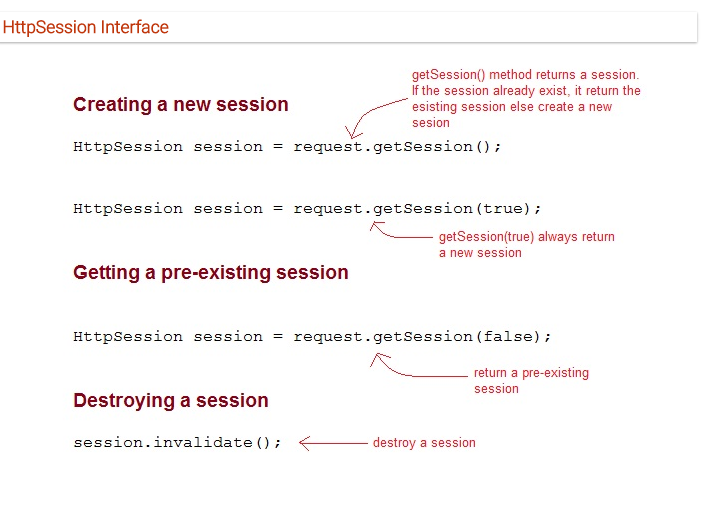 HttpSession Interface
getSession() method returns a session.
If the session already exist, it return the
esisting session else create a new
sesion
Creating a new session
HttpSession session = request.getSession();
HttpSession session = request.getSession(true);
getSession(true) always return
a new session
Getting a pre-existing session
HttpSession session = request.getSession(false);
return a pre-existing
session
Destroying a session
session.invalidate();
destroy a session